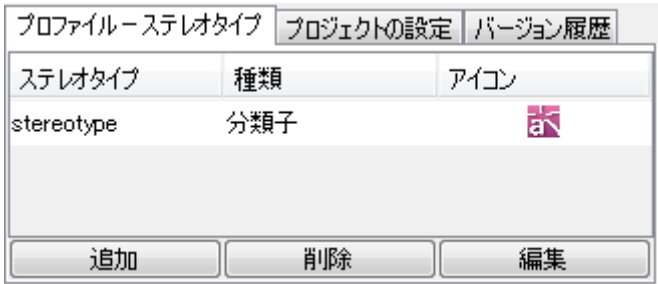 プロファイル－ステレオタイプ プロジェクトの設定 バージョン履歴
ステレオタイプ 種類 アイコン
stereotype 分類子
追加 削除 編集